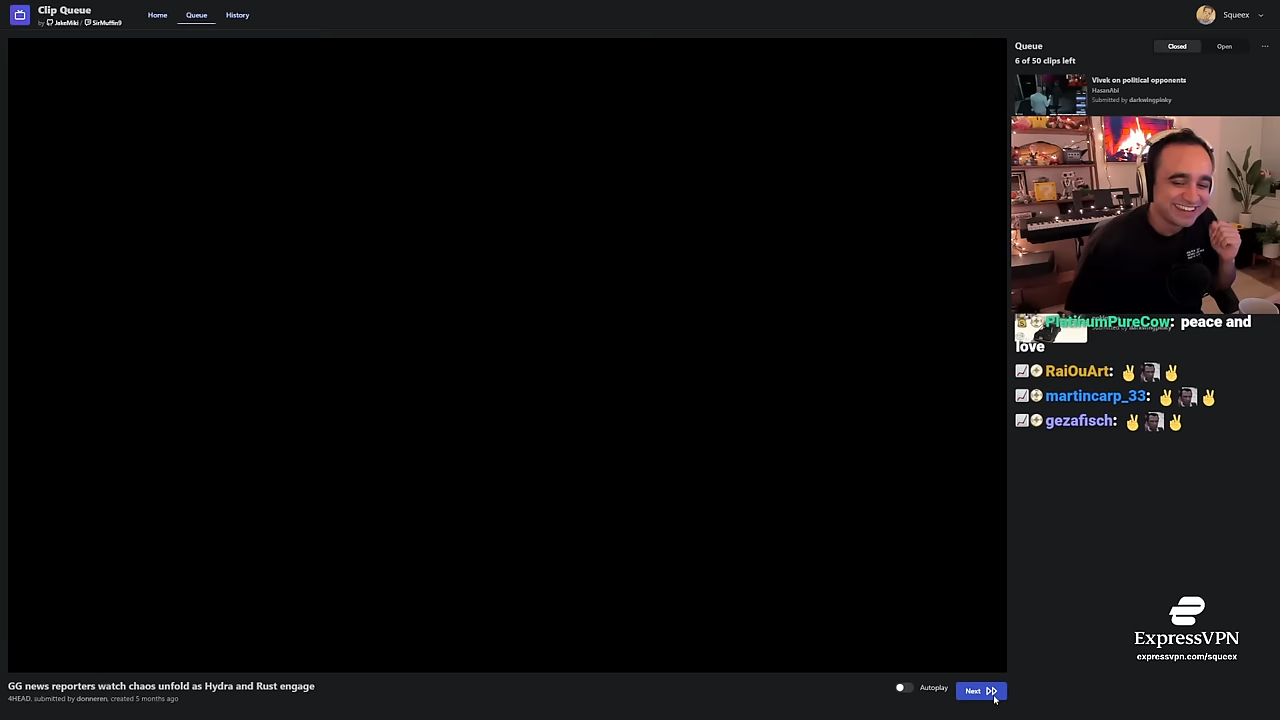 Clip Queue
by JakeMiki / SirMuffin9
Home
Queue
History
Squeex
Queue
Closed
Open
6 of 50 clips left
Vivek on political opponents
HasanAbi
Submitted by darkwingpinky
PlatinumPureCow: peace and
love
RaiOuArt:
martincarp_33:
gezafisch:
ExpressVPN
expressvpn.com/squeex
GG news reporters watch chaos unfold as Hydra and Rust engage
4HEAD, submitted by donneren, created 5 months ago
Autoplay
Next